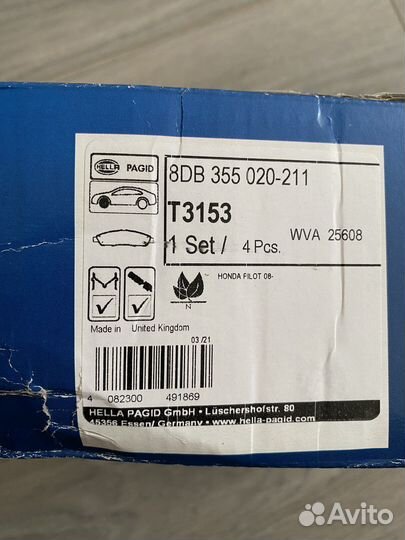 HELLA PAGID
8DB 355 020-211
T3153
1 Set / 4 Pcs.
WVA 25608
HONDA PILOT 08-
N
Made in United Kingdom
03 /21
4 082300 491869
HELLA PAGID GmbH • Lüschershofstr. 80
45356 Essen/ Germany • www.hella-pagid.com
Avito